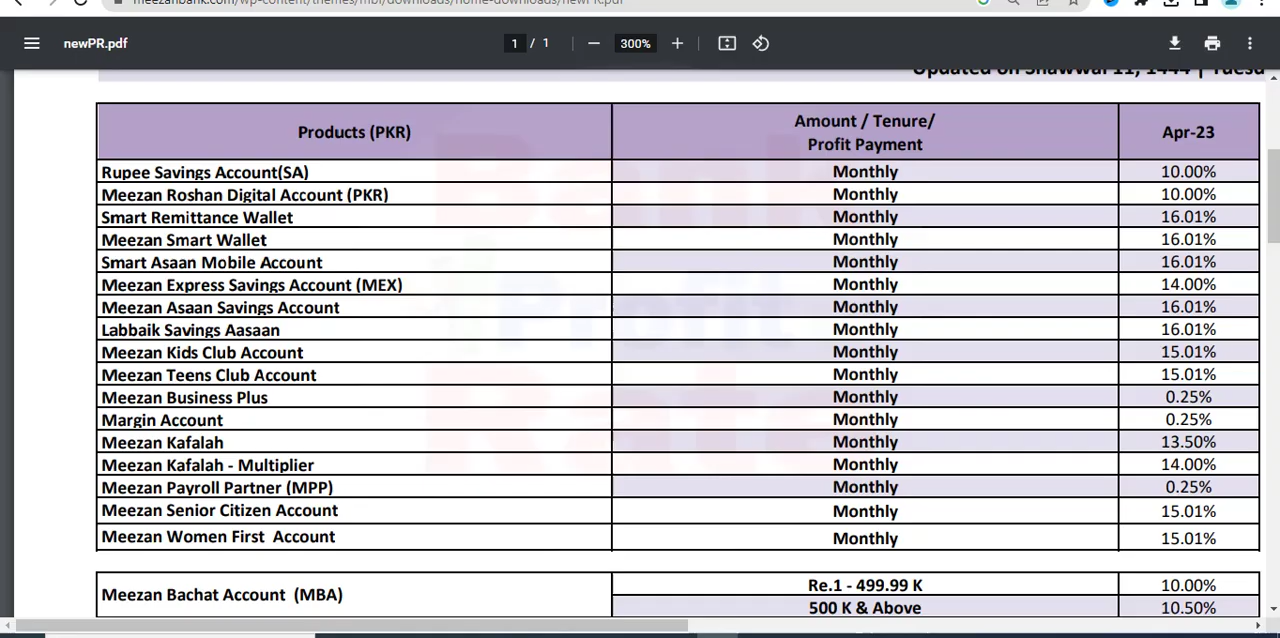 meezanbank.com/wp-content/themes/mbl/downloads/home-downloads/newPR.pdf
newPR.pdf
1 / 1
300%
Updated on Shawwal 11, 1444 | Tuesd
Products (PKR) Amount / Tenure/ Apr-23
Profit Payment
Rupee Savings Account(SA) Monthly 10.00%
Meezan Roshan Digital Account (PKR) Monthly 10.00%
Smart Remittance Wallet Monthly 16.01%
Meezan Smart Wallet Monthly 16.01%
Smart Asaan Mobile Account Monthly 16.01%
Meezan Express Savings Account (MEX) Monthly 14.00%
Meezan Asaan Savings Account Monthly 16.01%
Labbaik Savings Aasaan Monthly 16.01%
Meezan Kids Club Account Monthly 15.01%
Meezan Teens Club Account Monthly 15.01%
Meezan Business Plus Monthly 0.25%
Margin Account Monthly 0.25%
Meezan Kafalah Monthly 13.50%
Meezan Kafalah - Multiplier Monthly 14.00%
Meezan Payroll Partner (MPP) Monthly 0.25%
Meezan Senior Citizen Account Monthly 15.01%
Meezan Women First Account Monthly 15.01%
Meezan Bachat Account (MBA) Re.1 - 499.99 K 10.00%
500 K & Above 10.50%
Bank
Profit
Rate